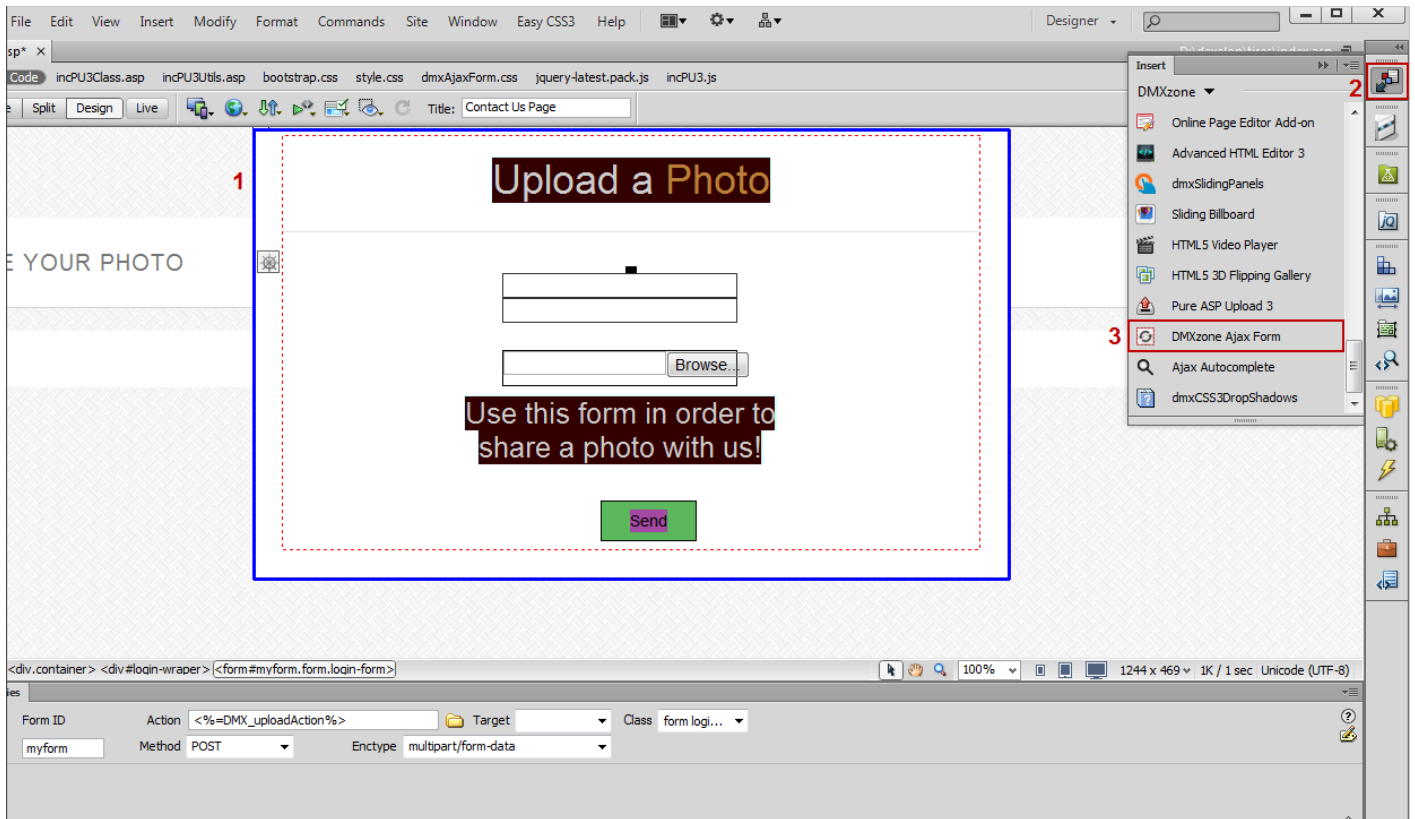 File Edit View Insert Modify Format Commands Site Window Easy CSS3 Help Designer
sp* ×
Code incPU3Class.asp incPU3Utils.asp bootstrap.css style.css dmxAjaxForm.css jquery-latest.pack.js incPU3.js
Split Design Live Title: Contact Us Page
Insert
DMXzone
2
Online Page Editor Add-on
Advanced HTML Editor 3
dmxSlidingPanels
Sliding Billboard
HTML5 Video Player
HTML5 3D Flipping Gallery
Pure ASP Upload 3
3 DMXzone Ajax Form
Ajax Autocomplete
dmxCSS3DropShadows
jQ
1
Upload a Photo
E YOUR PHOTO
Browse...
Use this form in order to
share a photo with us!
Send
<div.container> <div#login-wraper> <form#myform.form.login-form> 100% 1244 x 469 1K / 1 sec Unicode (UTF-8)
ies
Form ID Action <%=DMX_uploadAction%> Target Class form logi...
myform Method POST Enctype multipart/form-data